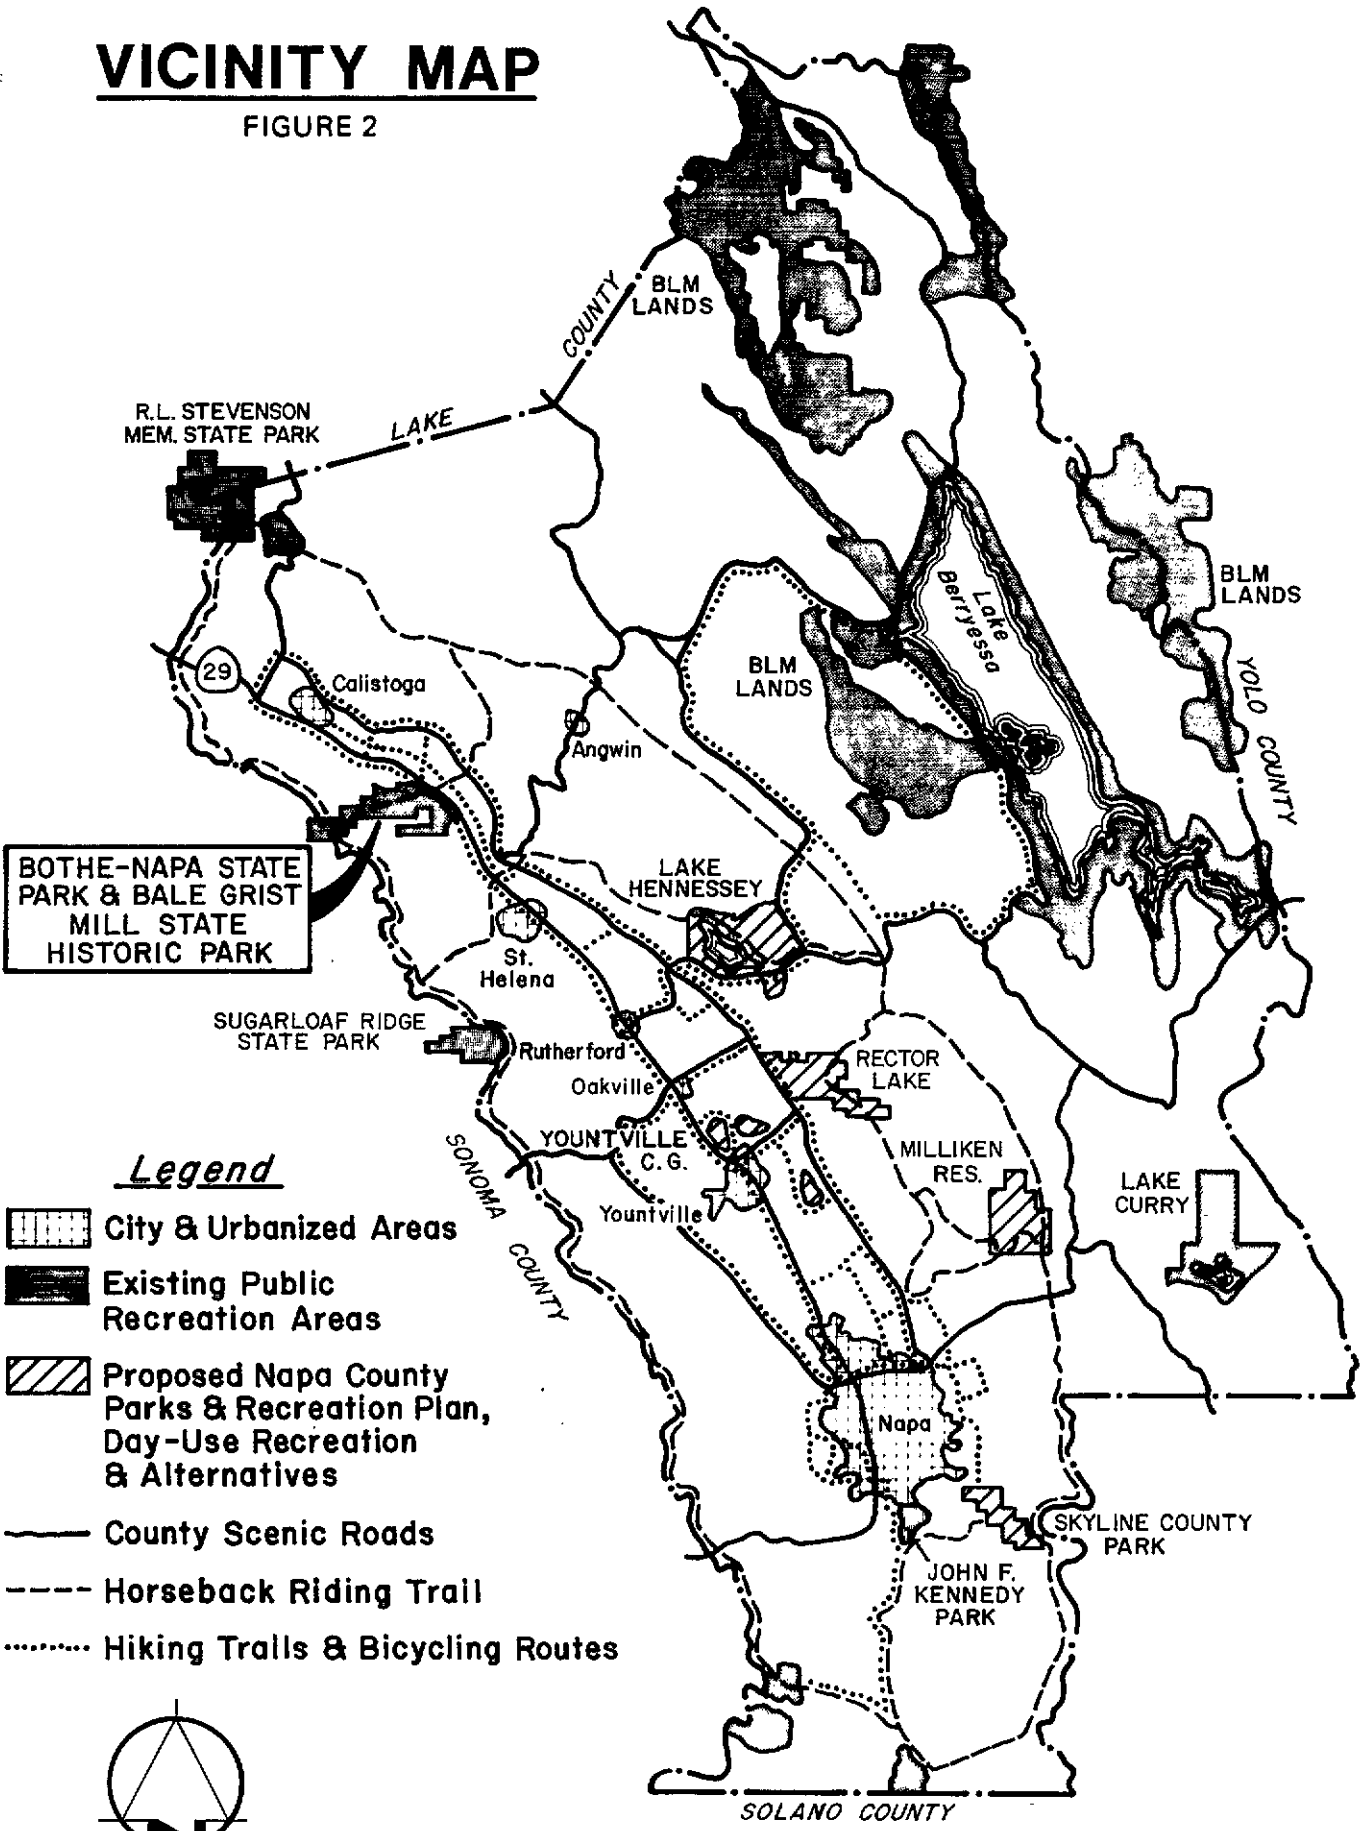 VICINITY MAP
FIGURE 2
BLM
LANDS
COUNTY
LAKE
R.L. STEVENSON
MEM. STATE PARK
Lake
Berryessa
BLM
LANDS
BLM
LANDS
YOLO COUNTY
29
Calistoga
Angwin
BOTHE-NAPA STATE
PARK & BALE GRIST
MILL STATE
HISTORIC PARK
LAKE
HENNESSEY
St.
Helena
SUGARLOAF RIDGE
STATE PARK
Rutherford
Oakville
RECTOR
LAKE
YOUNTVILLE
C.G.
MILLIKEN
RES.
LAKE
CURRY
Yountville
SONOMA COUNTY
Napa
SKYLINE COUNTY
PARK
JOHN F.
KENNEDY
PARK
SOLANO COUNTY
Legend
City & Urbanized Areas
Existing Public
Recreation Areas
Proposed Napa County
Parks & Recreation Plan,
Day-Use Recreation
& Alternatives
County Scenic Roads
Horseback Riding Trail
Hiking Trails & Bicycling Routes